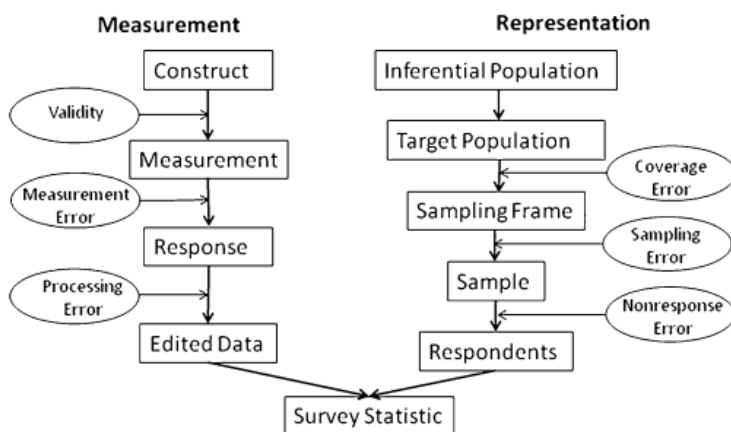 Measurement
Construct
Validity
Measurement
Measurement
Error
Response
Processing
Error
Edited Data
Representation
Inferential Population
Target Population
Coverage
Error
Sampling Frame
Sampling
Error
Sample
Nonresponse
Error
Respondents
Survey Statistic